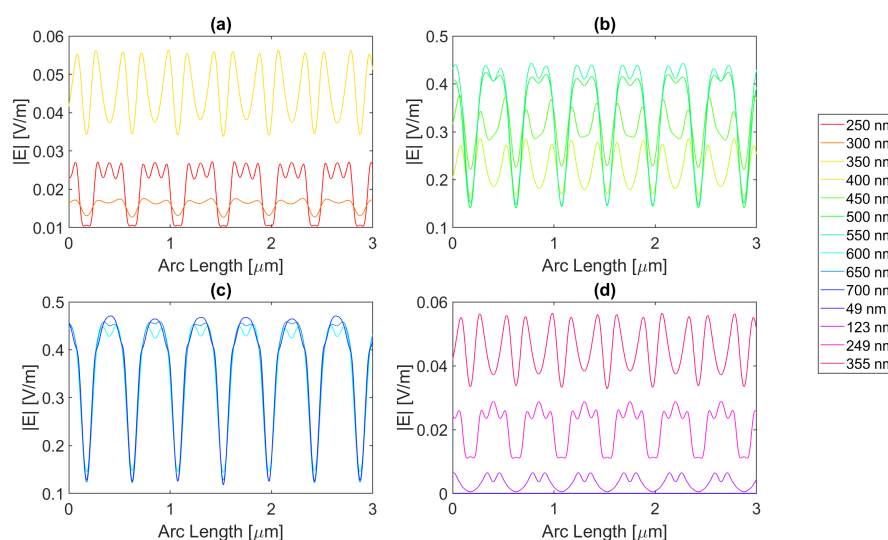 (a)
0.06
0.05
0.04
0.03
0.02
0.01
|E| [V/m]
0
1
2
3
Arc Length [μm]
(b)
0.5
0.4
0.3
0.2
0.1
|E| [V/m]
0
1
2
3
Arc Length [μm]
(c)
0.5
0.4
0.3
0.2
0.1
|E| [V/m]
0
1
2
3
Arc Length [μm]
(d)
0.06
0.04
0.02
0
|E| [V/m]
0
1
2
3
Arc Length [μm]
250 nm
300 nm
350 nm
400 nm
450 nm
500 nm
550 nm
600 nm
650 nm
700 nm
49 nm
123 nm
249 nm
355 nm